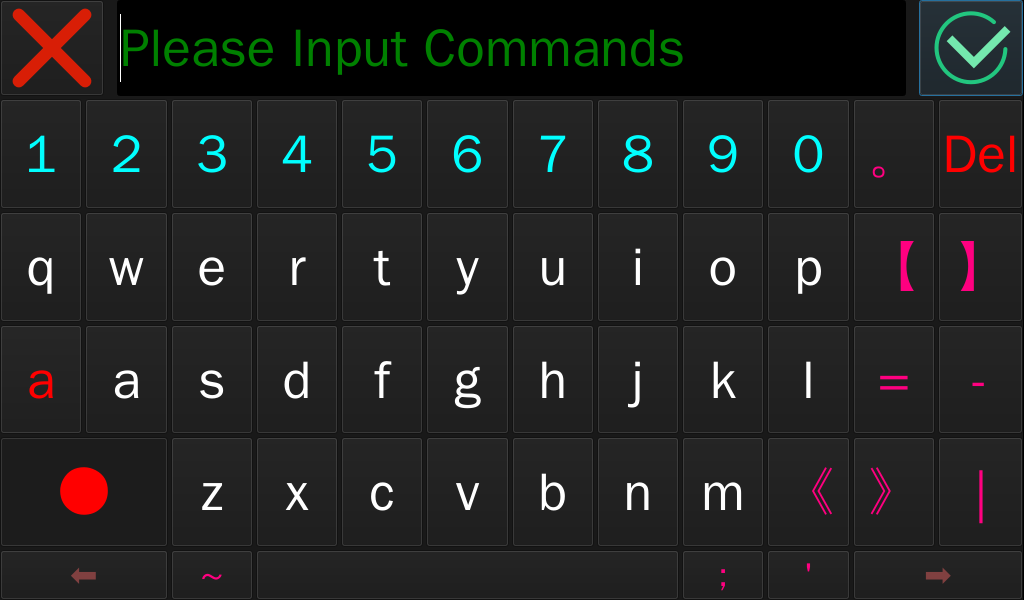 Please Input Commands
1 2 3 4 5 6 7 8 9 0 。 Del
q w e r t y u i o p 【 】
a a s d f g h j k l = -
z x c v b n m 《 》 |
⬅ ~ ; ' ➡